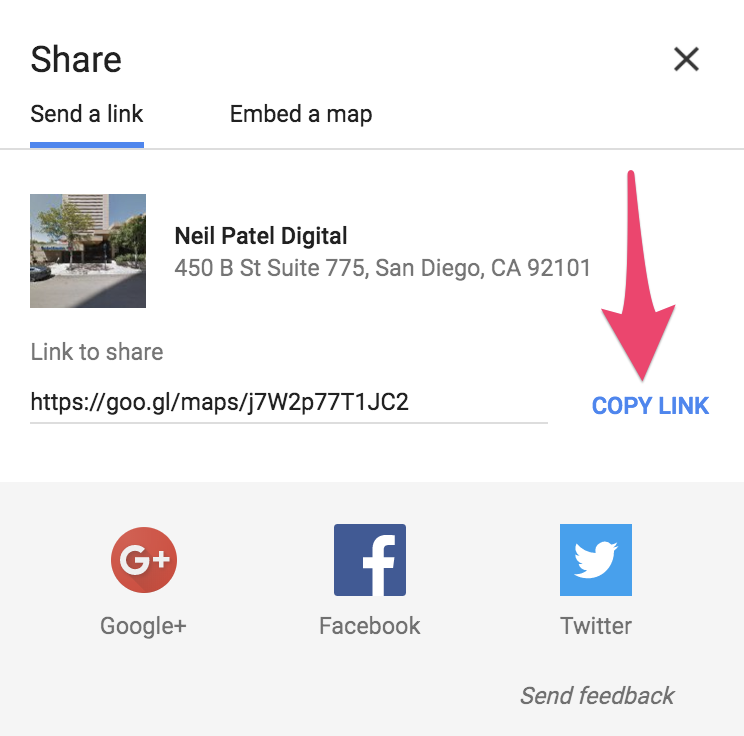 Share
Send a link
Embed a map
Neil Patel Digital
450 B St Suite 775, San Diego, CA 92101
Link to share
https://goo.gl/maps/j7W2p77T1JC2
COPY LINK
G+
Google+
Facebook
Twitter
Send feedback